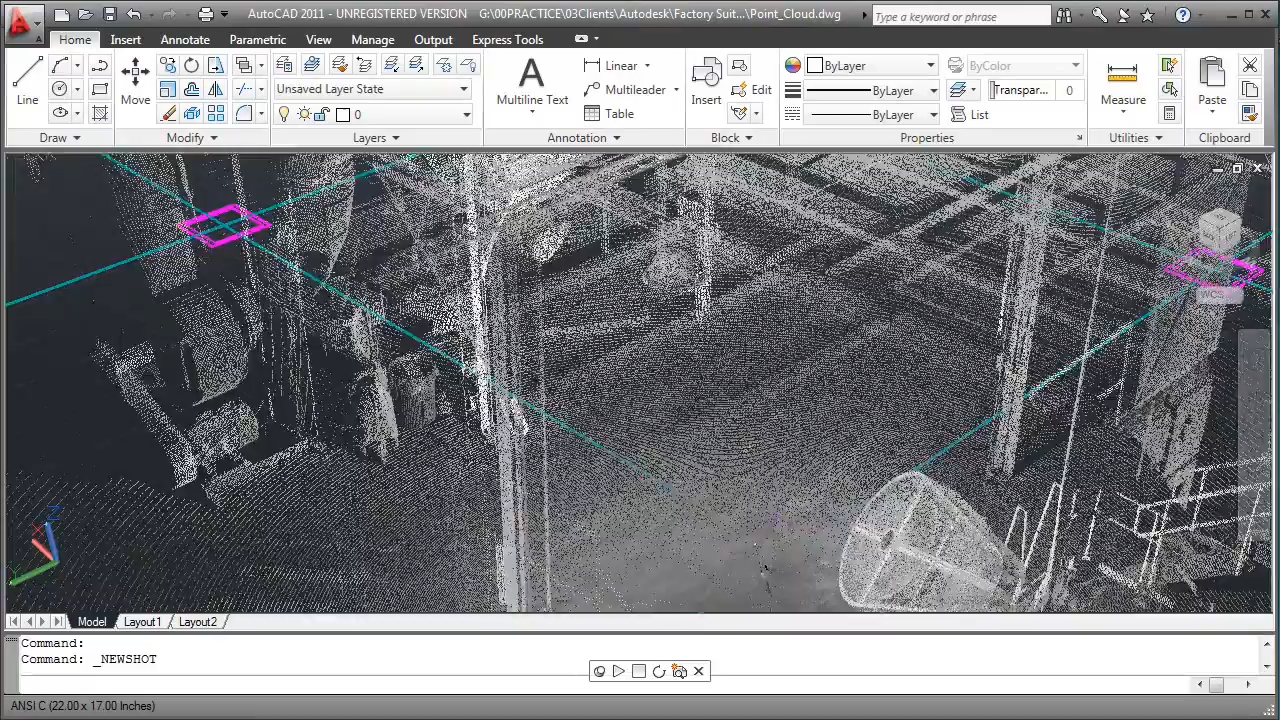 AutoCAD 2011 - UNREGISTERED VERSION G:\00PRACTICE\03Clients\Autodesk\Factory Suit...\Point_Cloud.dwg
Type a keyword or phrase
Home Insert Annotate Parametric View Manage Output Express Tools
Line Move Unsaved Layer State 0 Multiline Text Linear Multileader Table Insert Edit ByLayer ByLayer ByLayer ByColor Transpar... 0 List Measure Paste
Draw Modify Layers Annotation Block Properties Utilities Clipboard
WCS
X Z
Model Layout1 Layout2
Command:
Command: _NEWSHOT
ANSI C (22.00 x 17.00 Inches)